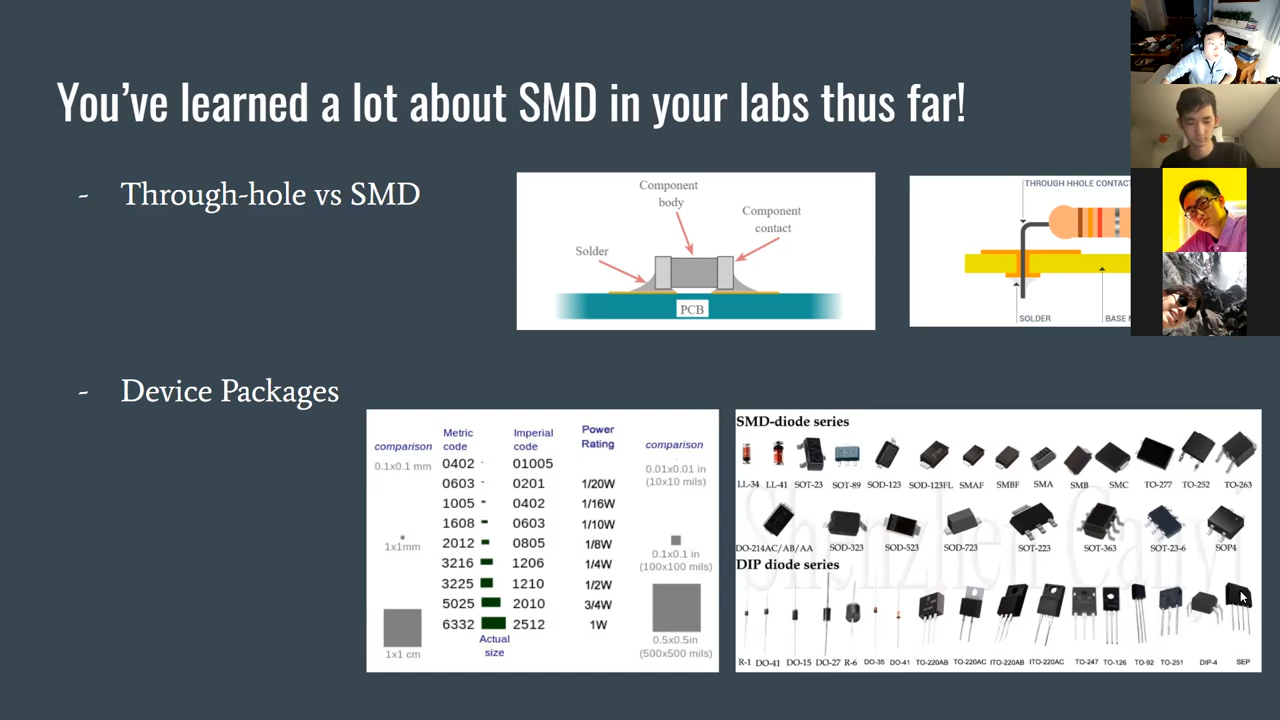 You've learned a lot about SMD in your labs thus far!
- Through-hole vs SMD
Component
body
Component
contact
Solder
PCB
THROUGH HHOLE CONTACT
SOLDER
BASE
- Device Packages
comparison
Metric
code
Imperial
code
Power
Rating
comparison
0.1x0.1 mm
0402 01005
0.01x0.01 in
(10x10 mils)
0603 0201 1/20W
1005 0402 1/16W
1608 0603 1/10W
1x1mm
2012 0805 1/8W
0.1x0.1 in
(100x100 mils)
3216 1206 1/4W
3225 1210 1/2W
5025 2010 3/4W
6332 2512 1W
Actual
size
1x1 cm
0.5x0.5in
(500x500 mils)
SMD-diode series
LL-34 LL-41 SOT-23 SOT-89 SOD-123 SOD-123FL SMAF SMBF SMA SMB SMC TO-277 TO-252 TO-263
DO-214AC/AB/AA SOD-323 SOD-523 SOD-723 SOT-223 SOT-363 SOT-23-6 SOP4
DIP diode series
R-1 DO-41 DO-15 DO-27 R-6 DO-35 DO-41 TO-220AB TO-220AC ITO-220AB ITO-220AC TO-247 TO-126 TO-92 TO-251 DIP-4 SEP
Shenzhen